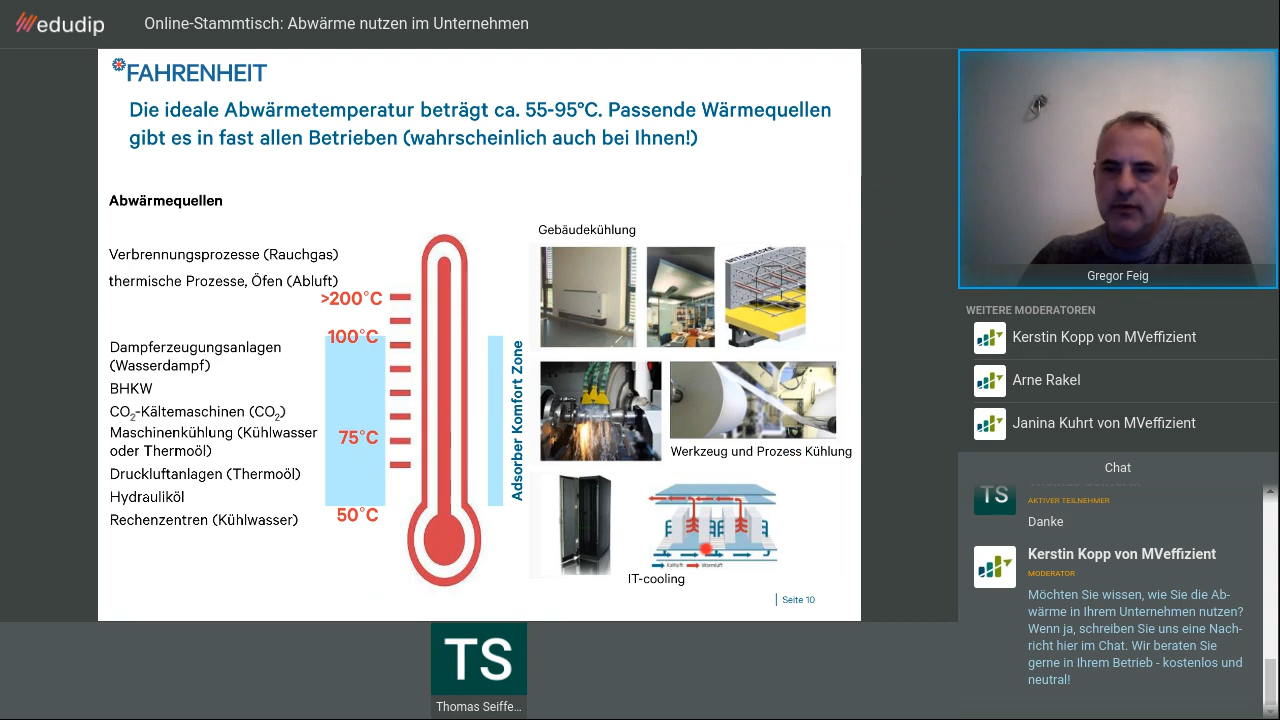 edudip
Online-Stammtisch: Abwärme nutzen im Unternehmen
FAHRENHEIT
Die ideale Abwärmetemperatur beträgt ca. 55-95°C. Passende Wärmequellen
gibt es in fast allen Betrieben (wahrscheinlich auch bei Ihnen!)
Abwärmequellen
Verbrennungsprozesse (Rauchgas)
thermische Prozesse, Öfen (Abluft)
>200°C
100°C
Dampferzeugungsanlagen
(Wasserdampf)
BHKW
CO2-Kältemaschinen (CO2)
Maschinenkühlung (Kühlwasser
oder Thermoöl)
75°C
Druckluftanlagen (Thermoöl)
Hydrauliköl
Rechenzentren (Kühlwasser)
50°C
Adsorber Komfort Zone
Gebäudekühlung
Werkzeug und Prozess Kühlung
Kaltluft
Warmluft
IT-cooling
Seite 10
Gregor Feig
WEITERE MODERATOREN
Kerstin Kopp von MVeffizient
Arne Rakel
Janina Kuhrt von MVeffizient
Chat
TS
AKTIVER TEILNEHMER
Danke
Kerstin Kopp von MVeffizient
MODERATOR
Möchten Sie wissen, wie Sie die Ab-
wärme in Ihrem Unternehmen nutzen?
Wenn ja, schreiben Sie uns eine Nach-
richt hier im Chat. Wir beraten Sie
gerne in Ihrem Betrieb - kostenlos und
neutral!
TS
Thomas Seiffe...